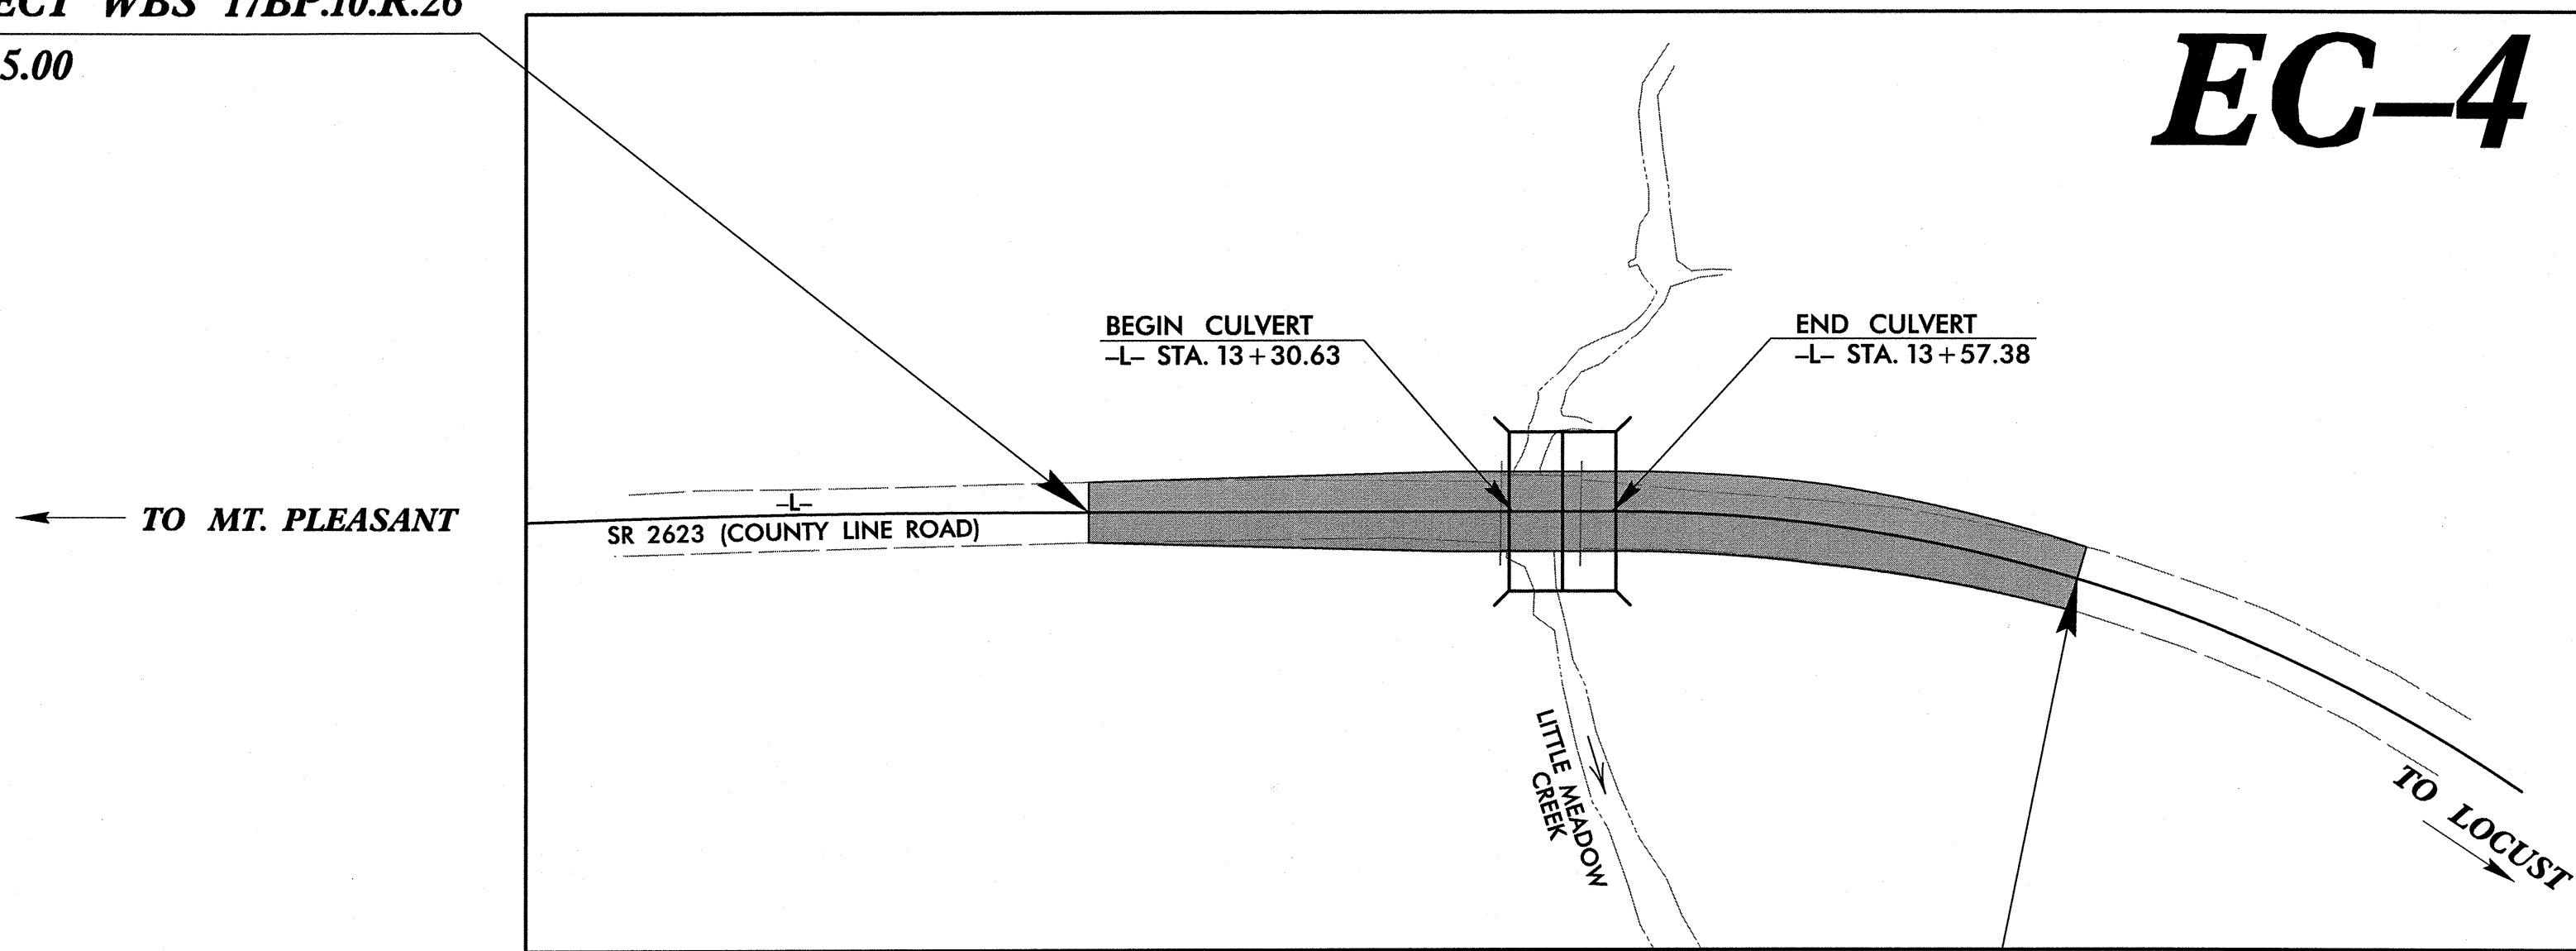 WBS 17BP.10.R.26
5.00
EC–4
BEGIN CULVERT
–L– STA. 13+30.63
END CULVERT
–L– STA. 13+57.38
–L–
SR 2623 (COUNTY LINE ROAD)
TO MT. PLEASANT
LITTLE MEADOW
CREEK
TO LOCUST